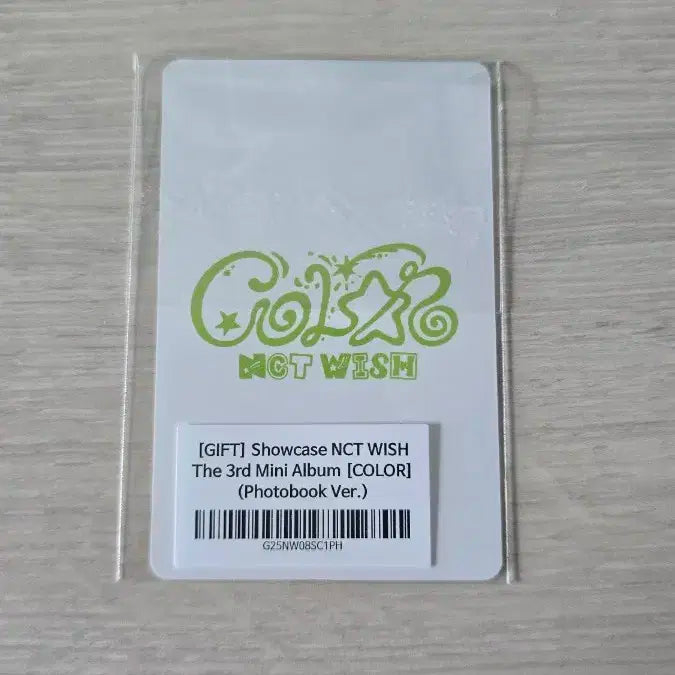 COLOR
NCT WISH
[GIFT] Showcase NCT WISH
The 3rd Mini Album [COLOR]
(Photobook Ver.)
G25NW08SC1PH